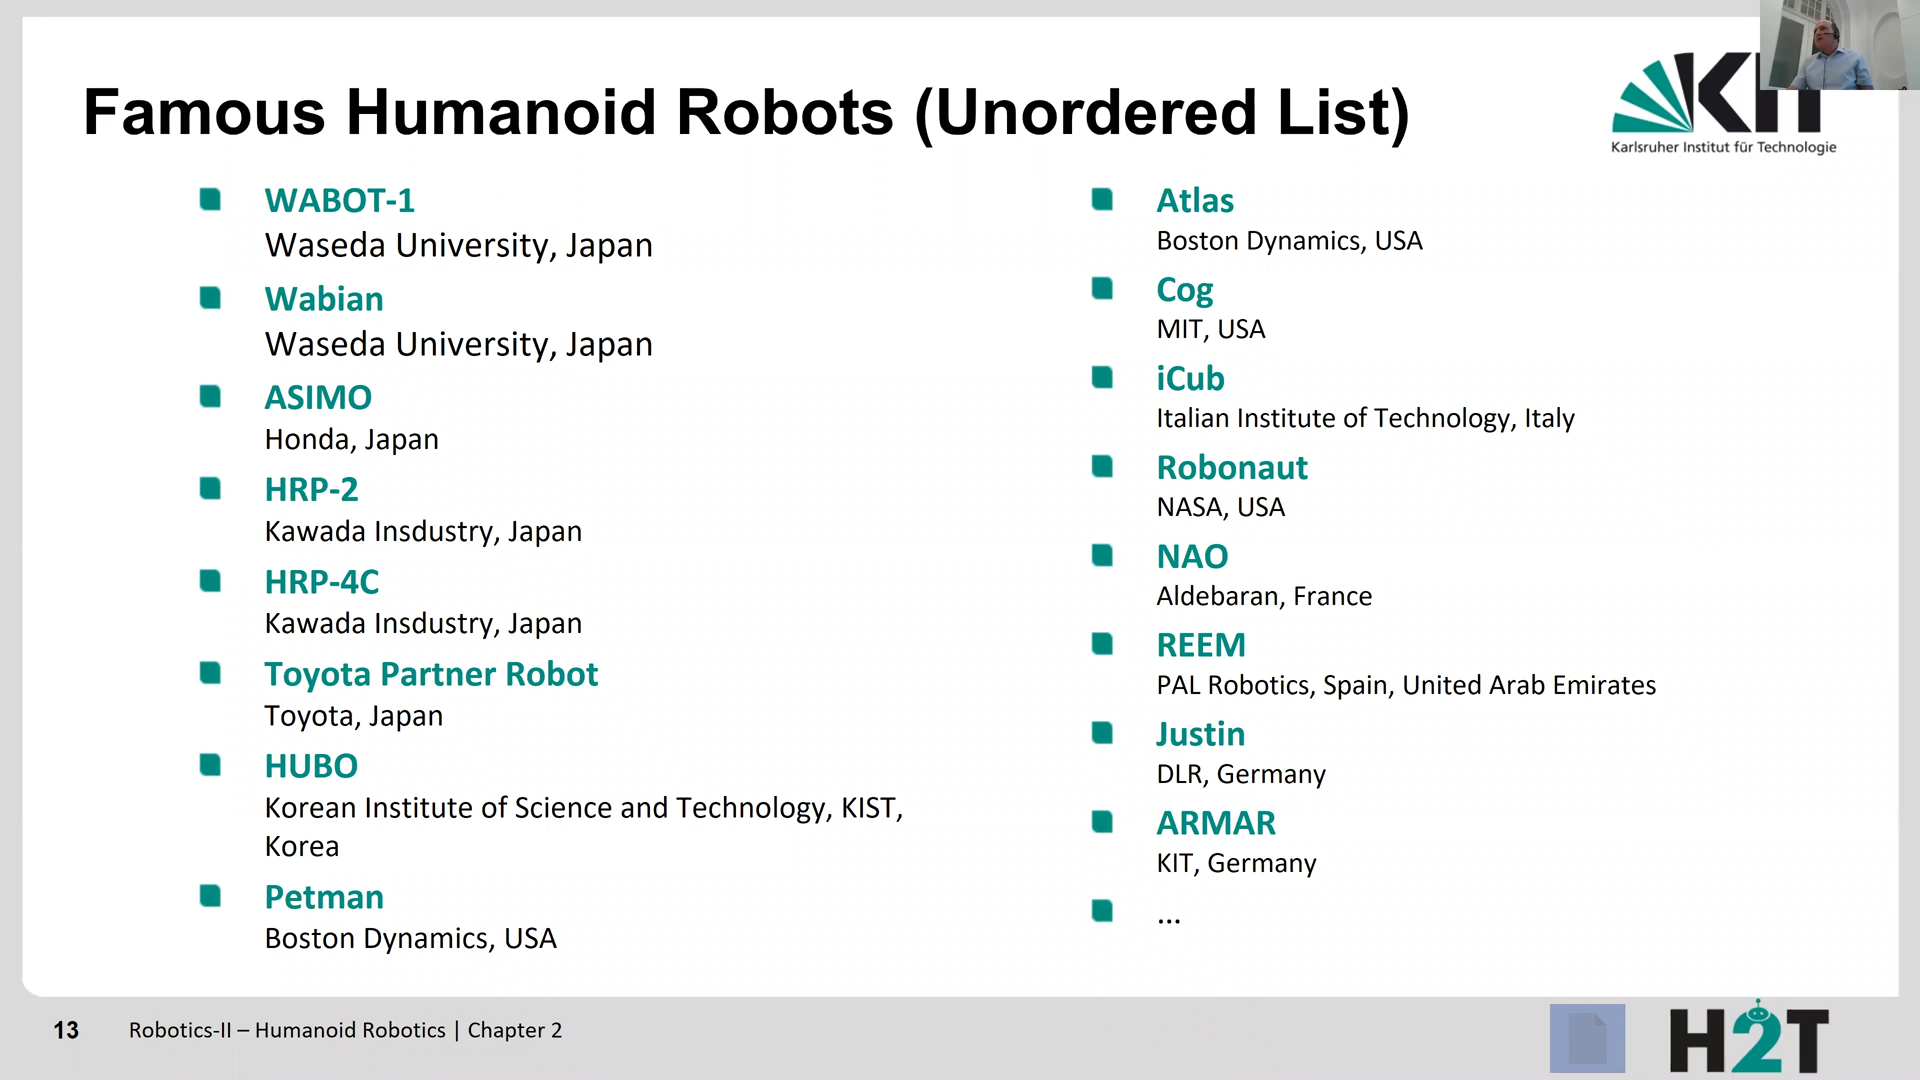 Famous Humanoid Robots (Unordered List)
KIT
Karlsruher Institut für Technologie
WABOT-1
Waseda University, Japan
Wabian
Waseda University, Japan
ASIMO
Honda, Japan
HRP-2
Kawada Insdustry, Japan
HRP-4C
Kawada Insdustry, Japan
Toyota Partner Robot
Toyota, Japan
HUBO
Korean Institute of Science and Technology, KIST,
Korea
Petman
Boston Dynamics, USA
Atlas
Boston Dynamics, USA
Cog
MIT, USA
iCub
Italian Institute of Technology, Italy
Robonaut
NASA, USA
NAO
Aldebaran, France
REEM
PAL Robotics, Spain, United Arab Emirates
Justin
DLR, Germany
ARMAR
KIT, Germany
...
13 Robotics-II – Humanoid Robotics | Chapter 2
H2T